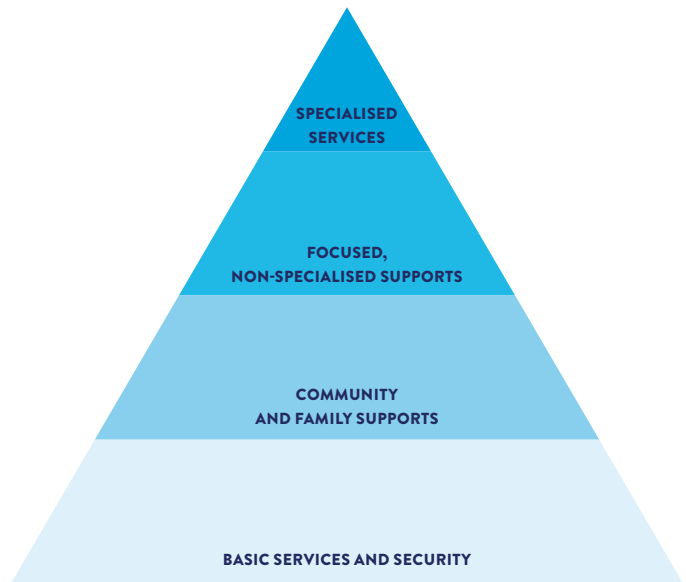 SPECIALISED
SERVICES
FOCUSED,
NON-SPECIALISED SUPPORTS
COMMUNITY
AND FAMILY SUPPORTS
BASIC SERVICES AND SECURITY